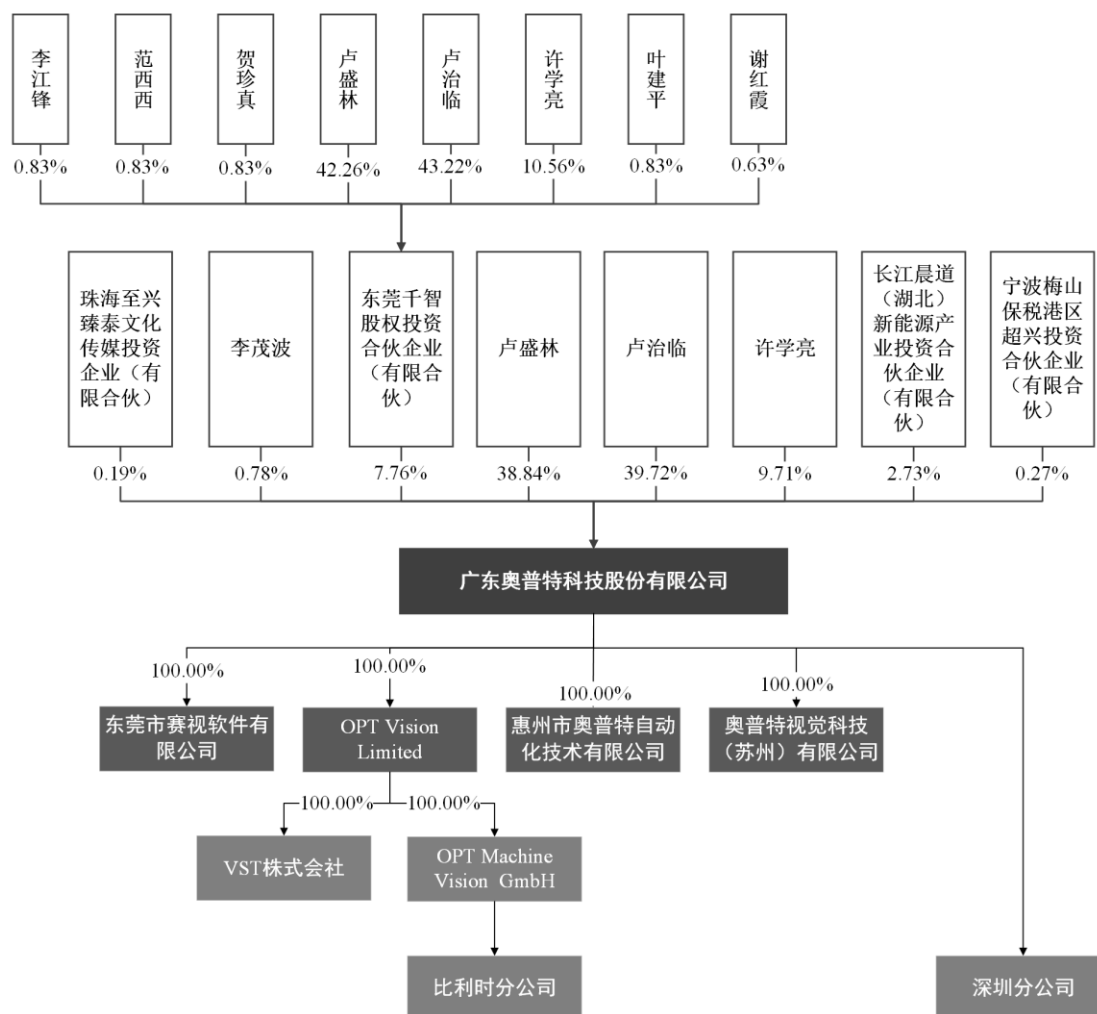 李江锋
范西西
贺珍真
卢盛林
卢治临
许学亮
叶建平
谢红霞
0.83%
0.83%
0.83%
42.26%
43.22%
10.56%
0.83%
0.63%
珠海至兴
臻泰文化
传媒投资
企业（有
限合伙）
李茂波
东莞千智
股权投资
合伙企业
（有限合
伙）
卢盛林
卢治临
许学亮
长江晨道
（湖北）
新能源产
业投资合
伙企业
（有限合
伙）
宁波梅山
保税港区
超兴投资
合伙企业
（有限合
伙）
0.19%
0.78%
7.76%
38.84%
39.72%
9.71%
2.73%
0.27%
广东奥普特科技股份有限公司
100.00%
100.00%
100.00%
100.00%
东莞市赛视软件有
限公司
OPT Vision
Limited
惠州市奥普特自动
化技术有限公司
奥普特视觉科技
（苏州）有限公司
100.00%
100.00%
VST株式会社
OPT Machine
Vision GmbH
比利时分公司
深圳分公司